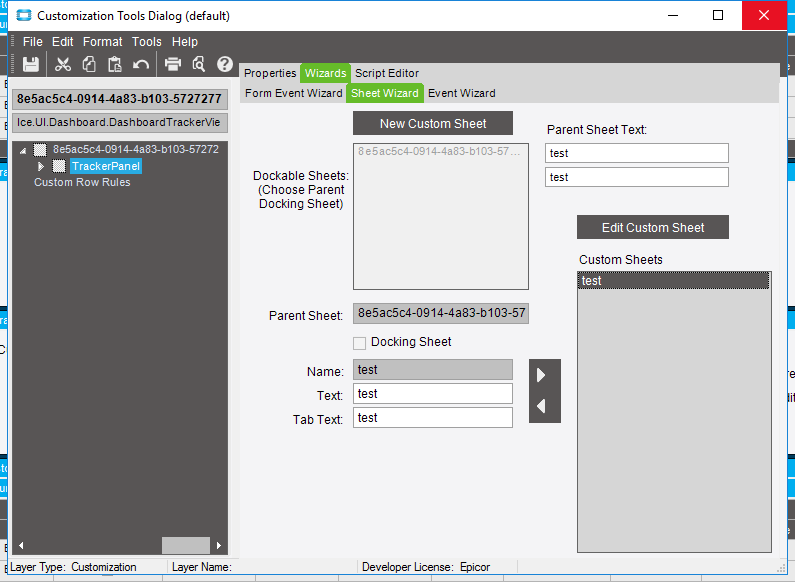 Customization Tools Dialog (default)
File Edit Format Tools Help
Properties Wizards Script Editor
Form Event Wizard Sheet Wizard Event Wizard
8e5ac5c4-0914-4a83-b103-5727277
Ice.UI.Dashboard.DashboardTrackerVie
8e5ac5c4-0914-4a83-b103-57272
TrackerPanel
Custom Row Rules
New Custom Sheet
Dockable Sheets:
(Choose Parent
Docking Sheet)
8e5ac5c4-0914-4a83-b103-57...
Parent Sheet Text:
test
test
Edit Custom Sheet
Custom Sheets
test
Parent Sheet: 8e5ac5c4-0914-4a83-b103-57
Docking Sheet
Name: test
Text: test
Tab Text: test
Layer Type: Customization Layer Name: Developer License: Epicor